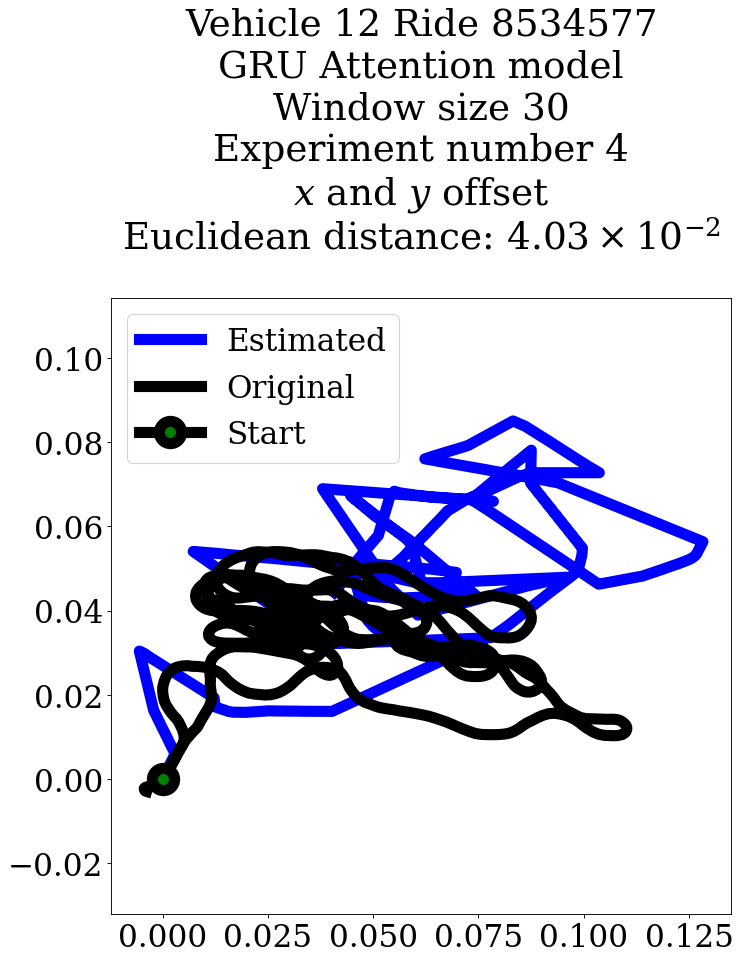 Vehicle 12 Ride 8534577
GRU Attention model
Window size 30
Experiment number 4
x and y offset
Euclidean distance: 4.03 × 10⁻²
Estimated
Original
Start
0.10
0.08
0.06
0.04
0.02
0.00
−0.02
0.000 0.025 0.050 0.075 0.100 0.125